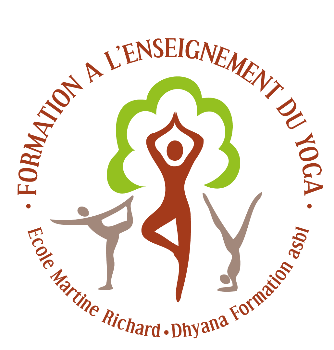 • FORMATION A L'ENSEIGNEMENT DU YOGA •
Ecole Martine Richard • Dhyana Formation asbl